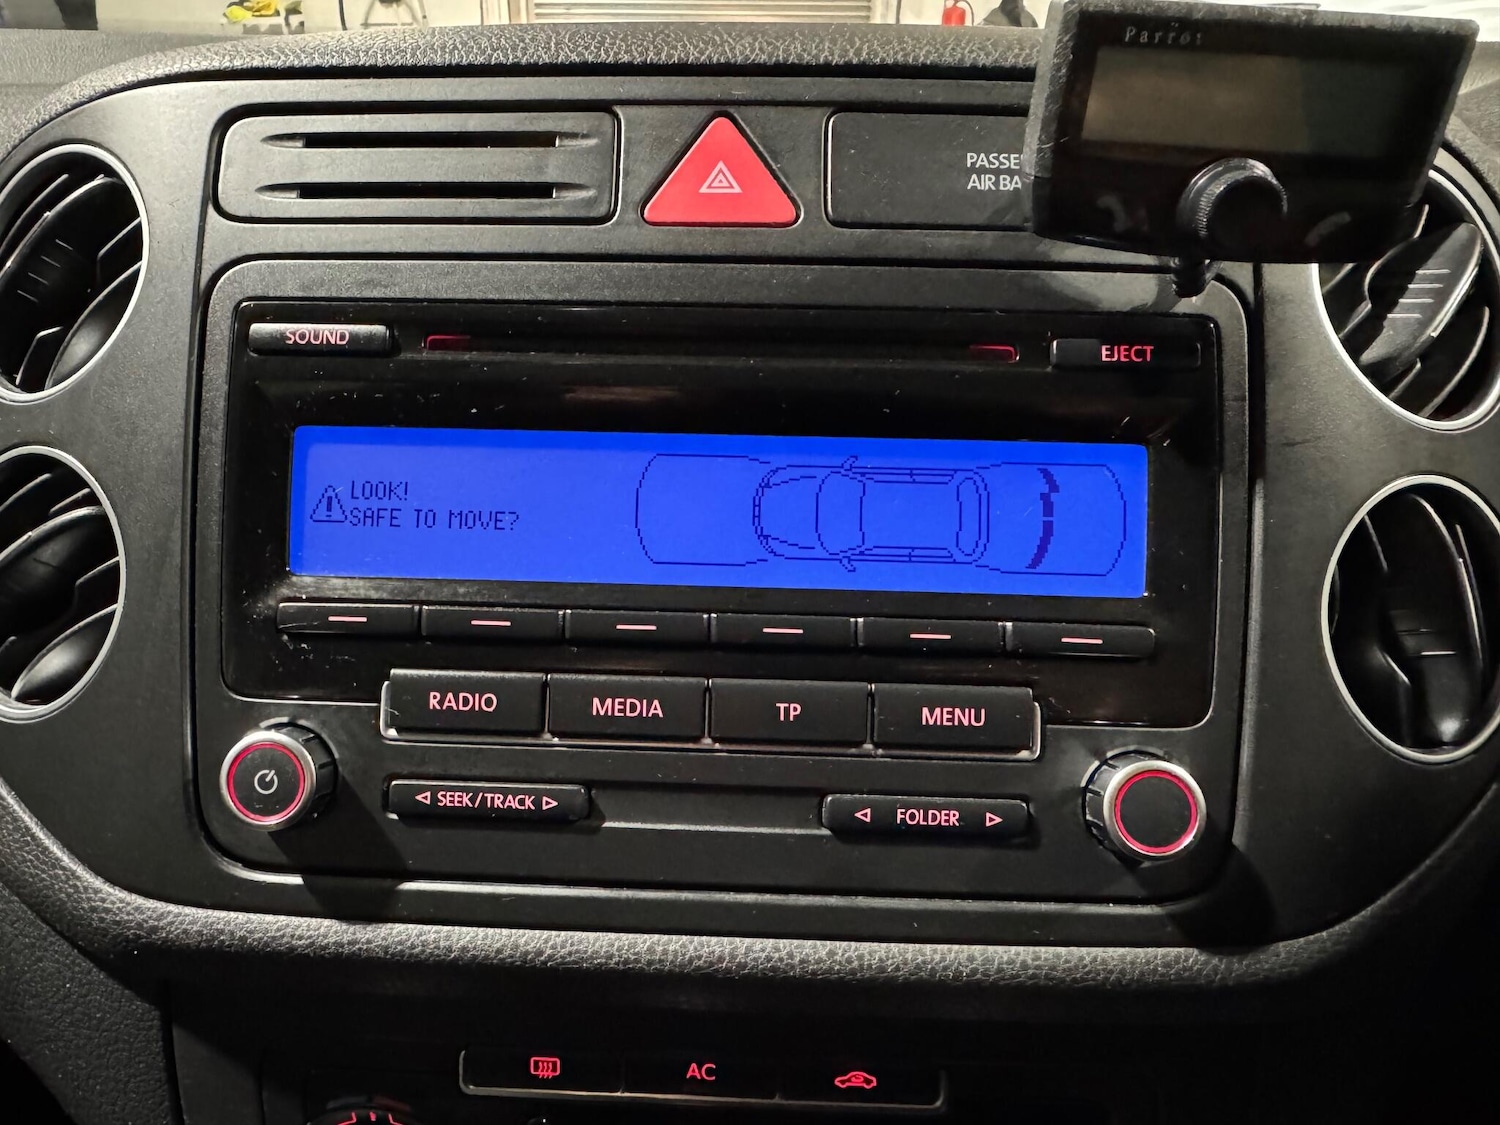 Parrot
PASSE
AIR BA
SOUND
EJECT
LOOK!
SAFE TO MOVE?
RADIO
MEDIA
TP
MENU
SEEK/TRACK
FOLDER
AC